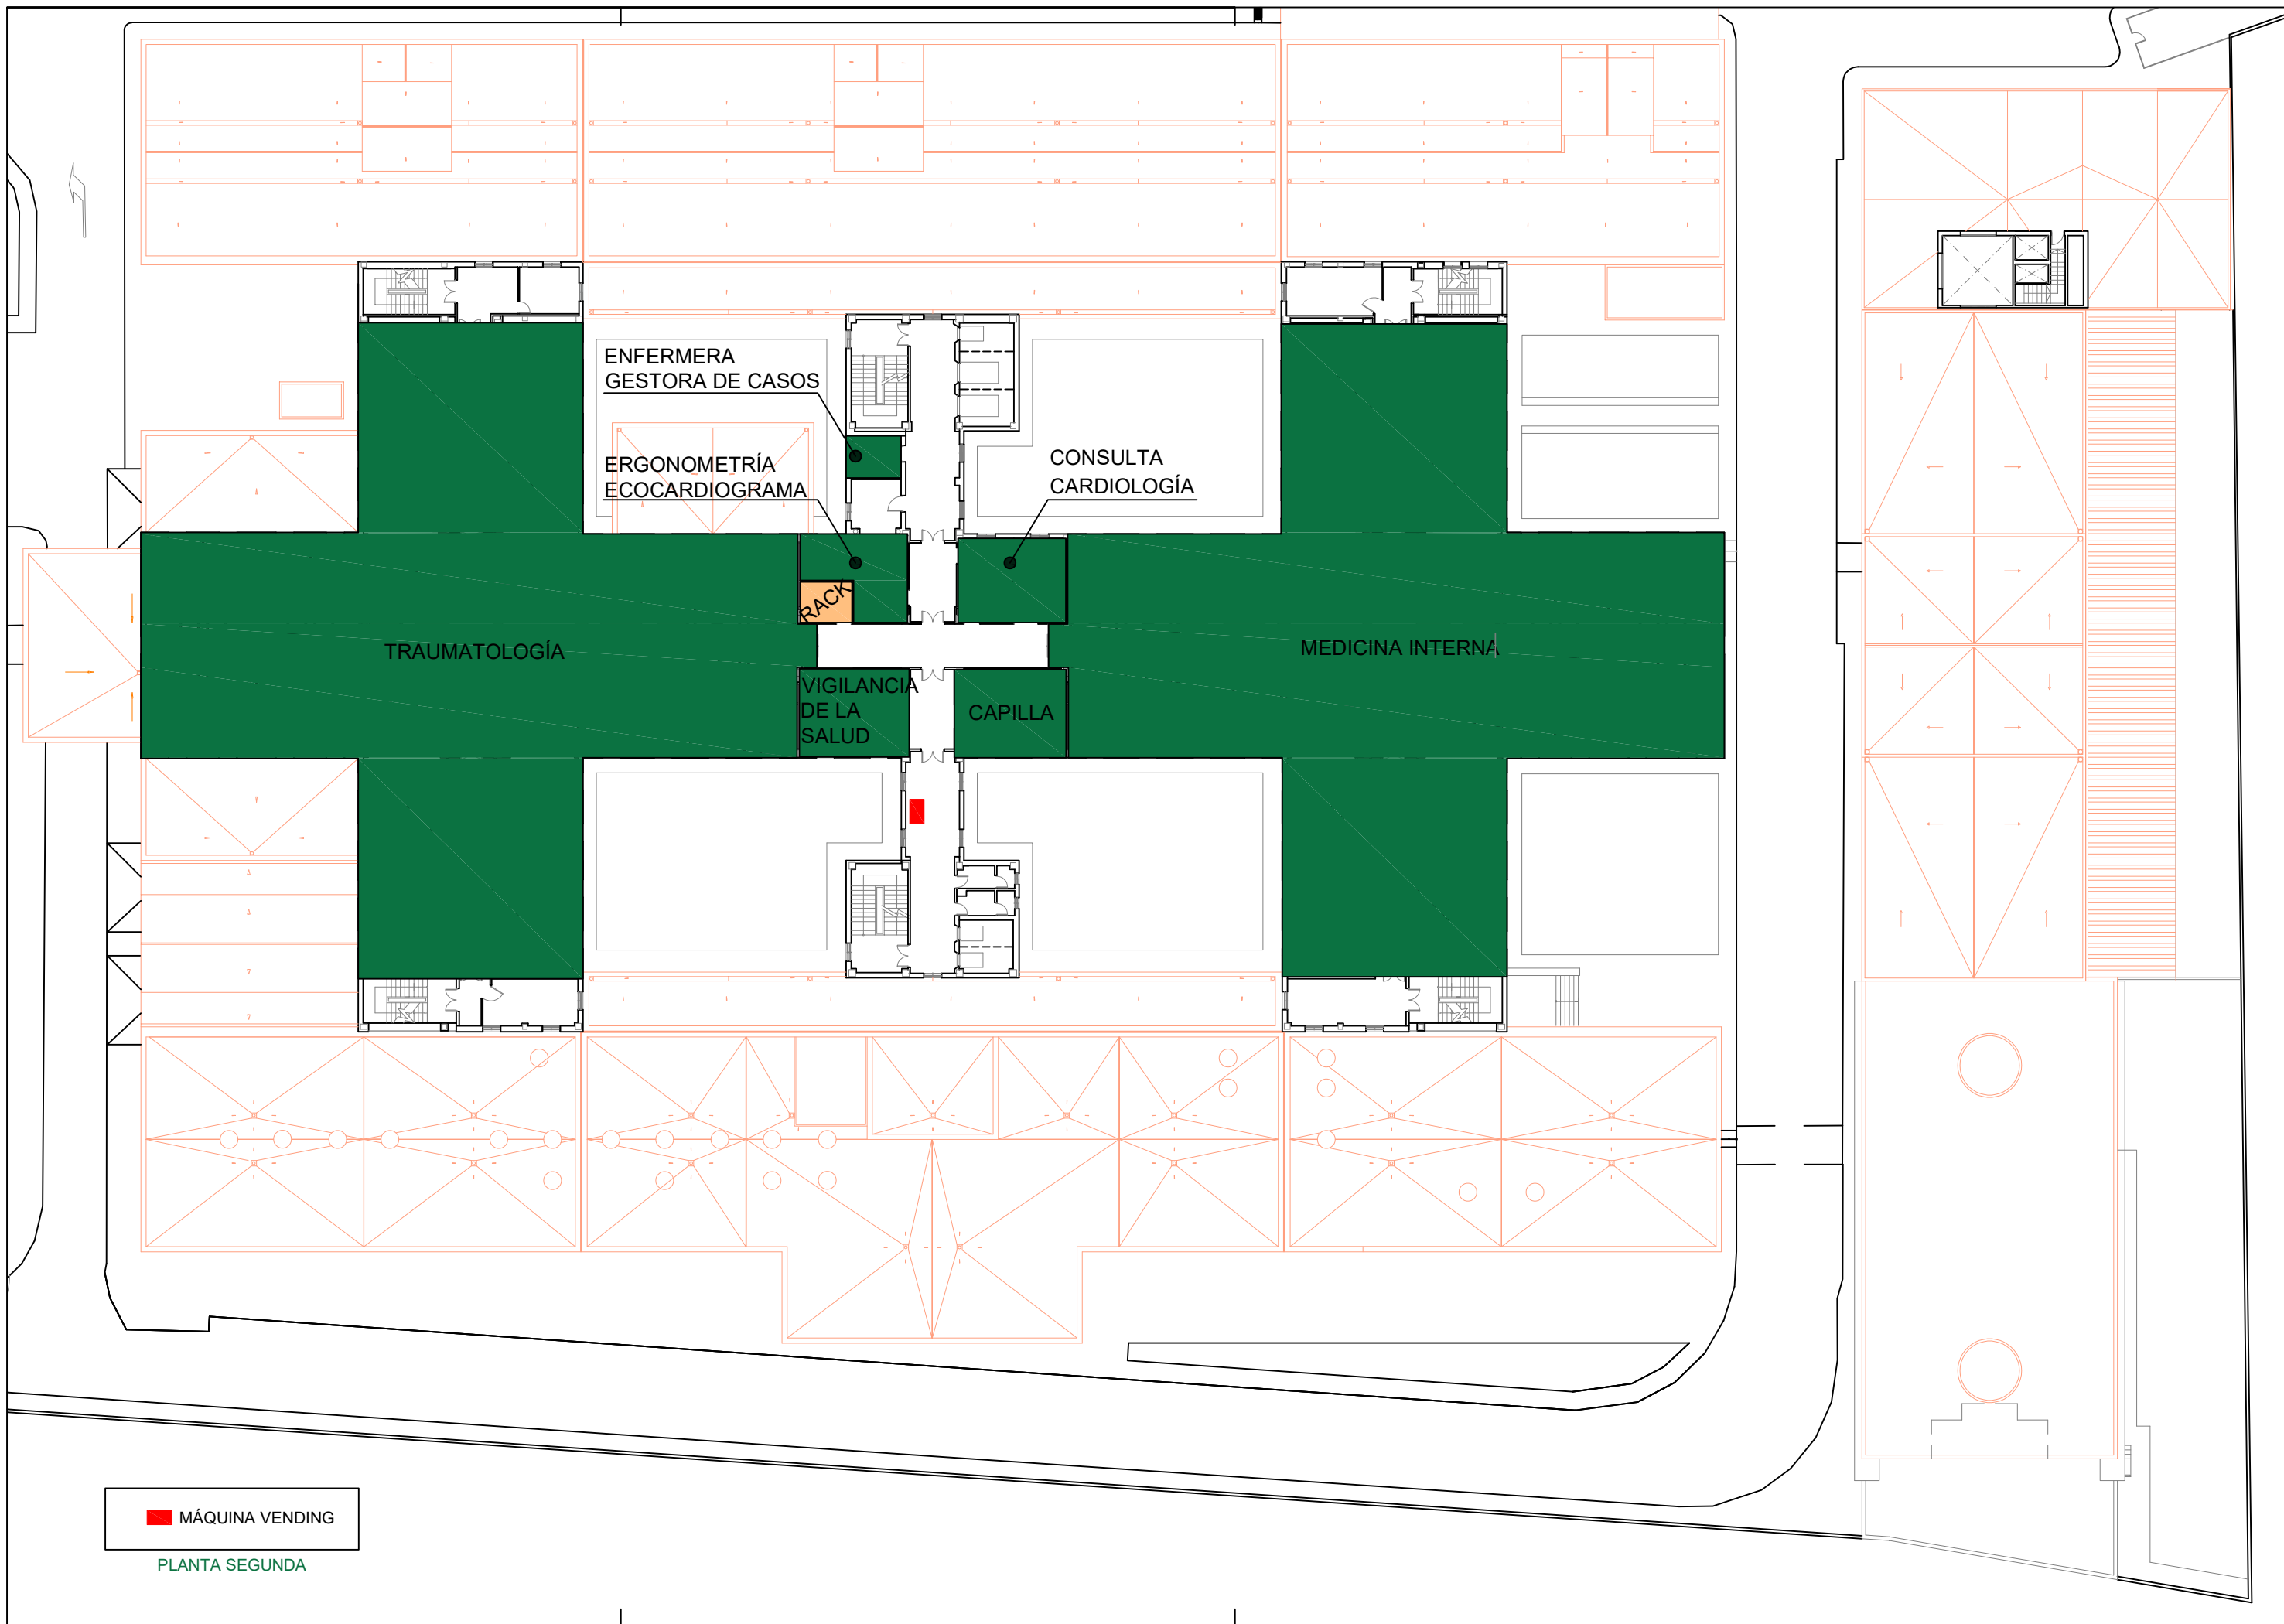 ENFERMERA
GESTORA DE CASOS
ERGONOMETRÍA
ECOCARDIOGRAMA
CONSULTA
CARDIOLOGÍA
RACK
TRAUMATOLOGÍA
MEDICINA INTERNA
VIGILANCIA
DE LA
SALUD
CAPILLA
MÁQUINA VENDING
PLANTA SEGUNDA